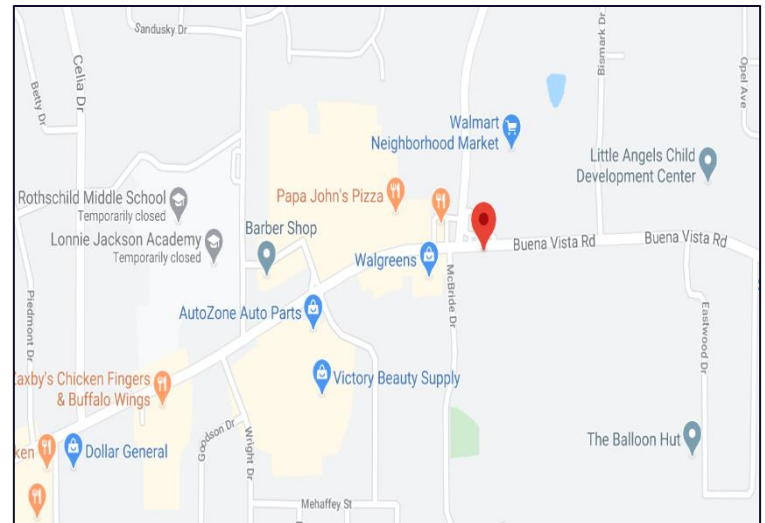 Sandusky Dr
Celia Dr
Betty Dr
Bismark Dr
Opel Ave
Walmart
Neighborhood Market
Little Angels Child
Development Center
Papa John's Pizza
Rothschild Middle School
Temporarily closed
Lonnie Jackson Academy
Temporarily closed
Barber Shop
Walgreens
Buena Vista Rd
Buena Vista Rd
McBride Dr
Piedmont Dr
AutoZone Auto Parts
Eastwood Dr
axby's Chicken Fingers
& Buffalo Wings
Victory Beauty Supply
Goodson Dr
Wright Dr
The Balloon Hut
ken
Dollar General
Mehaffey St